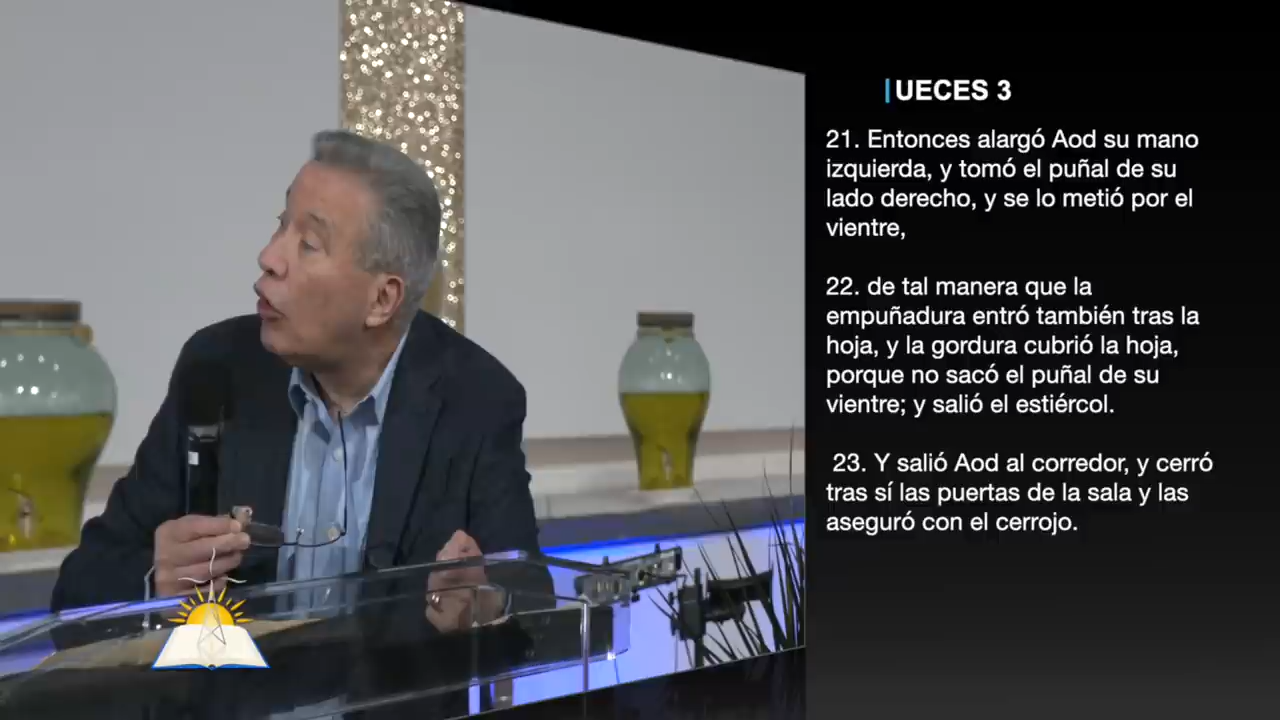 UECES 3
21. Entonces alargó Aod su mano
izquierda, y tomó el puñal de su
lado derecho, y se lo metió por el
vientre,
22. de tal manera que la
empuñadura entró también tras la
hoja, y la gordura cubrió la hoja,
porque no sacó el puñal de su
vientre; y salió el estiércol.
23. Y salió Aod al corredor, y cerró
tras sí las puertas de la sala y las
aseguró con el cerrojo.